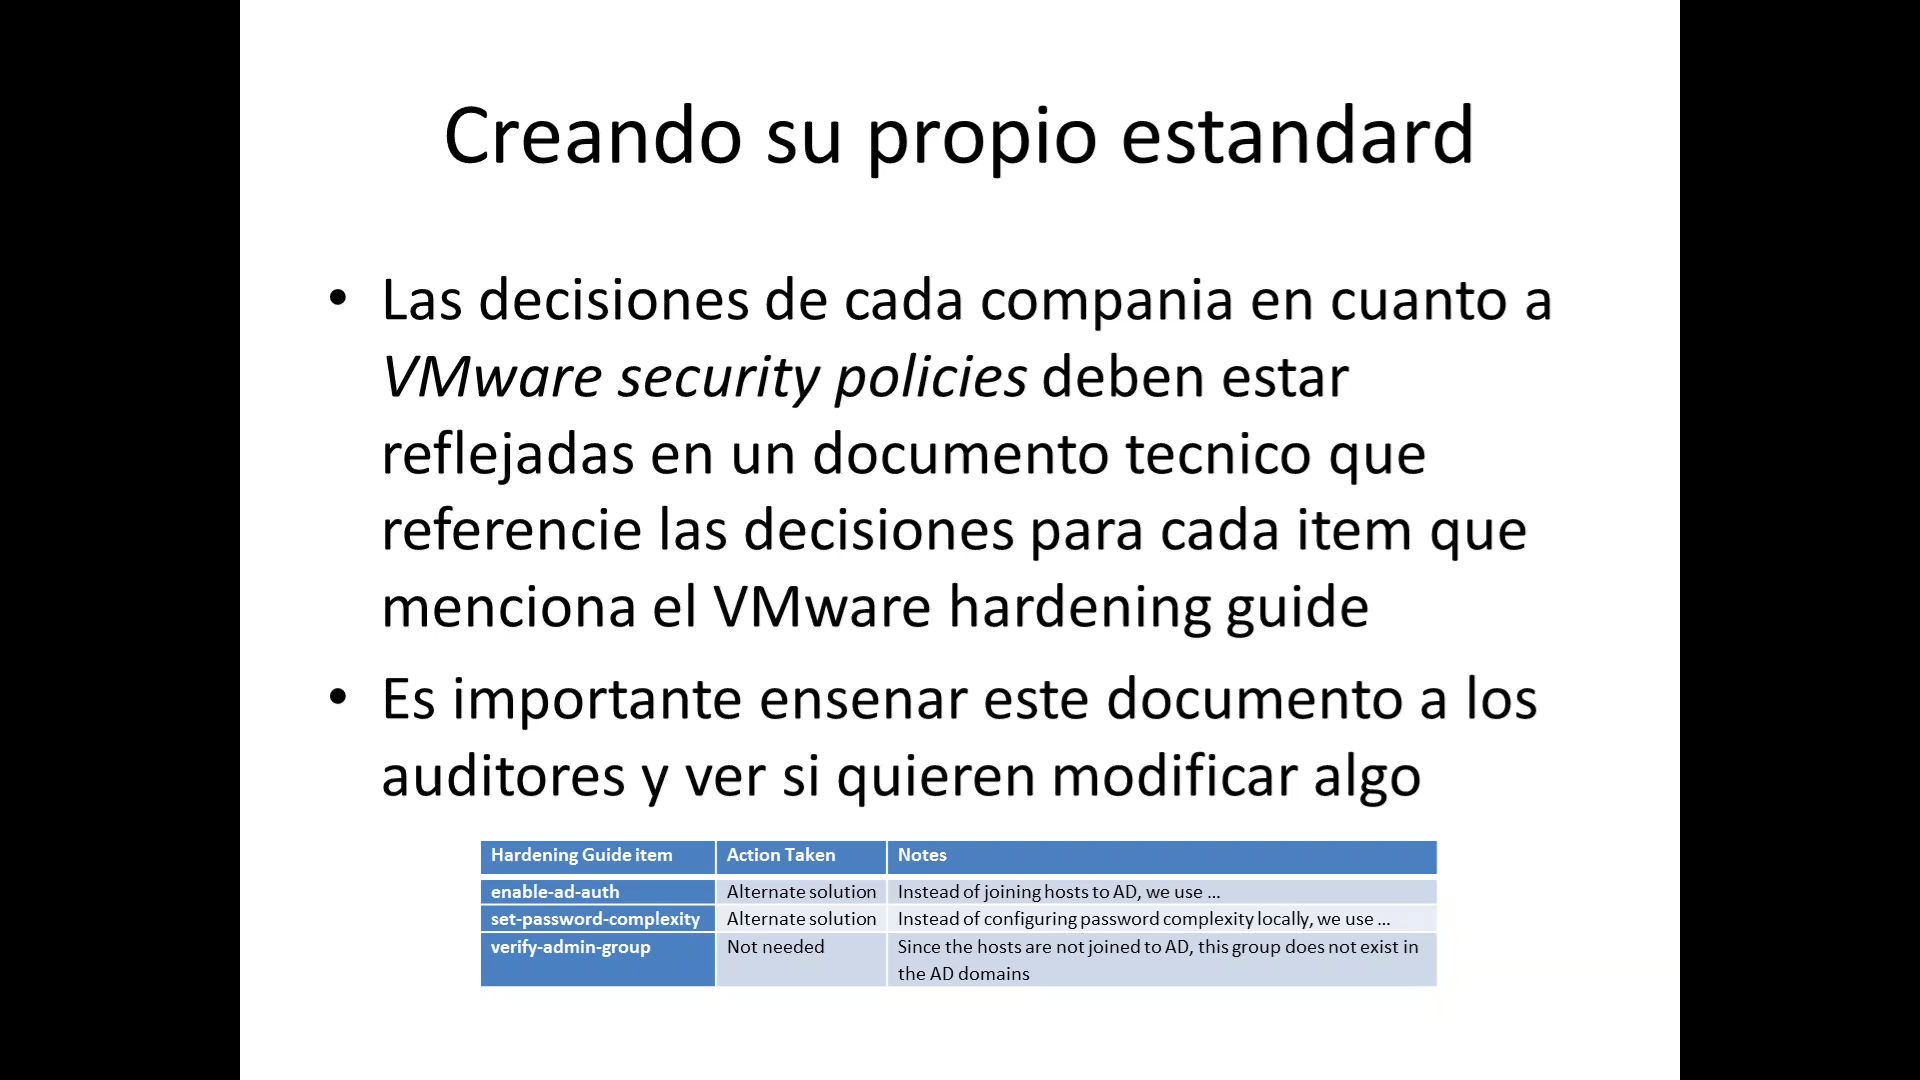 Creando su propio estandard
• Las decisiones de cada compania en cuanto a
VMware security policies deben estar
reflejadas en un documento tecnico que
referencie las decisiones para cada item que
menciona el VMware hardening guide
• Es importante ensenar este documento a los
auditores y ver si quieren modificar algo
Hardening Guide item Action Taken Notes
enable-ad-auth Alternate solution Instead of joining hosts to AD, we use ...
set-password-complexity Alternate solution Instead of configuring password complexity locally, we use ...
verify-admin-group Not needed Since the hosts are not joined to AD, this group does not exist in
the AD domains